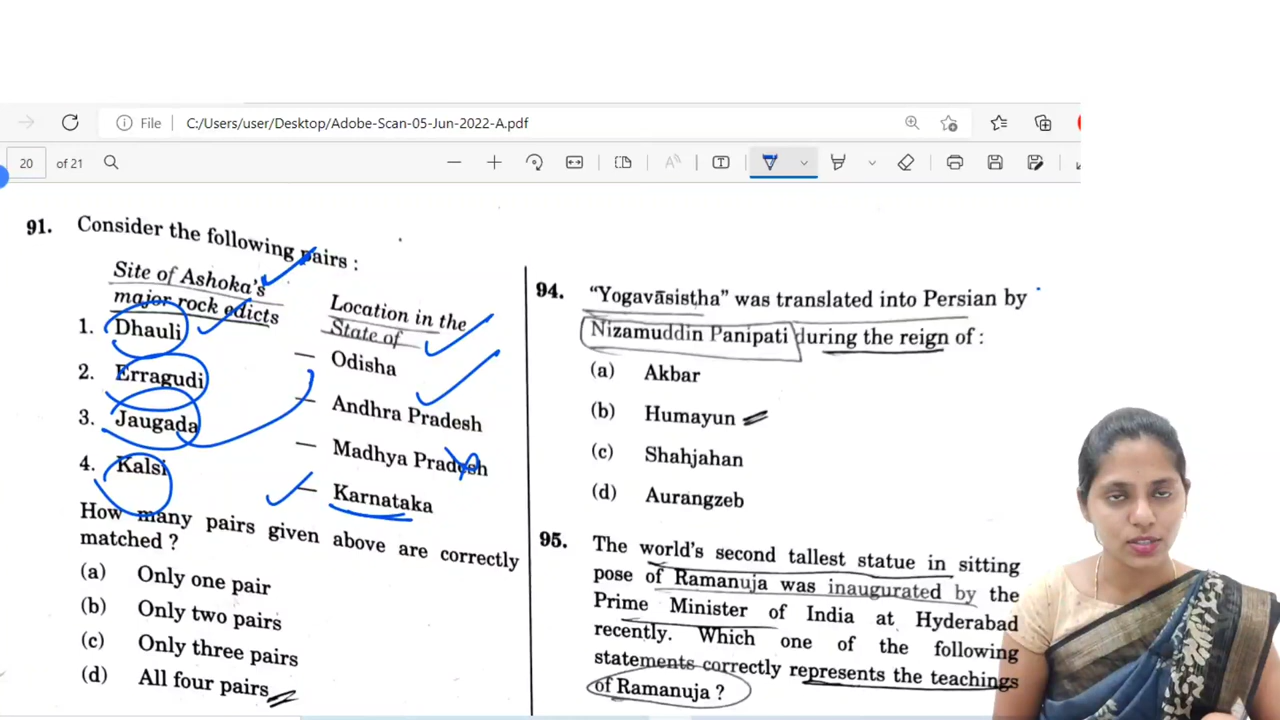 File
C:/Users/user/Desktop/Adobe-Scan-05-Jun-2022-A.pdf
20 of 21
91. Consider the following pairs :
Site of Ashoka's
major rock edicts
Location in the
State of
1. Dhauli — Odisha
2. Erragudi — Andhra Pradesh
3. Jaugada — Madhya Pradesh
4. Kalsi — Karnataka
How many pairs given above are correctly
matched ?
(a) Only one pair
(b) Only two pairs
(c) Only three pairs
(d) All four pairs
94. "Yogavāsiṣṭha" was translated into Persian by
Nizamuddin Panipati during the reign of :
(a) Akbar
(b) Humayun
(c) Shahjahan
(d) Aurangzeb
95. The world's second tallest statue in sitting
pose of Ramanuja was inaugurated by the
Prime Minister of India at Hyderabad
recently. Which one of the following
statements correctly represents the teachings
of Ramanuja ?